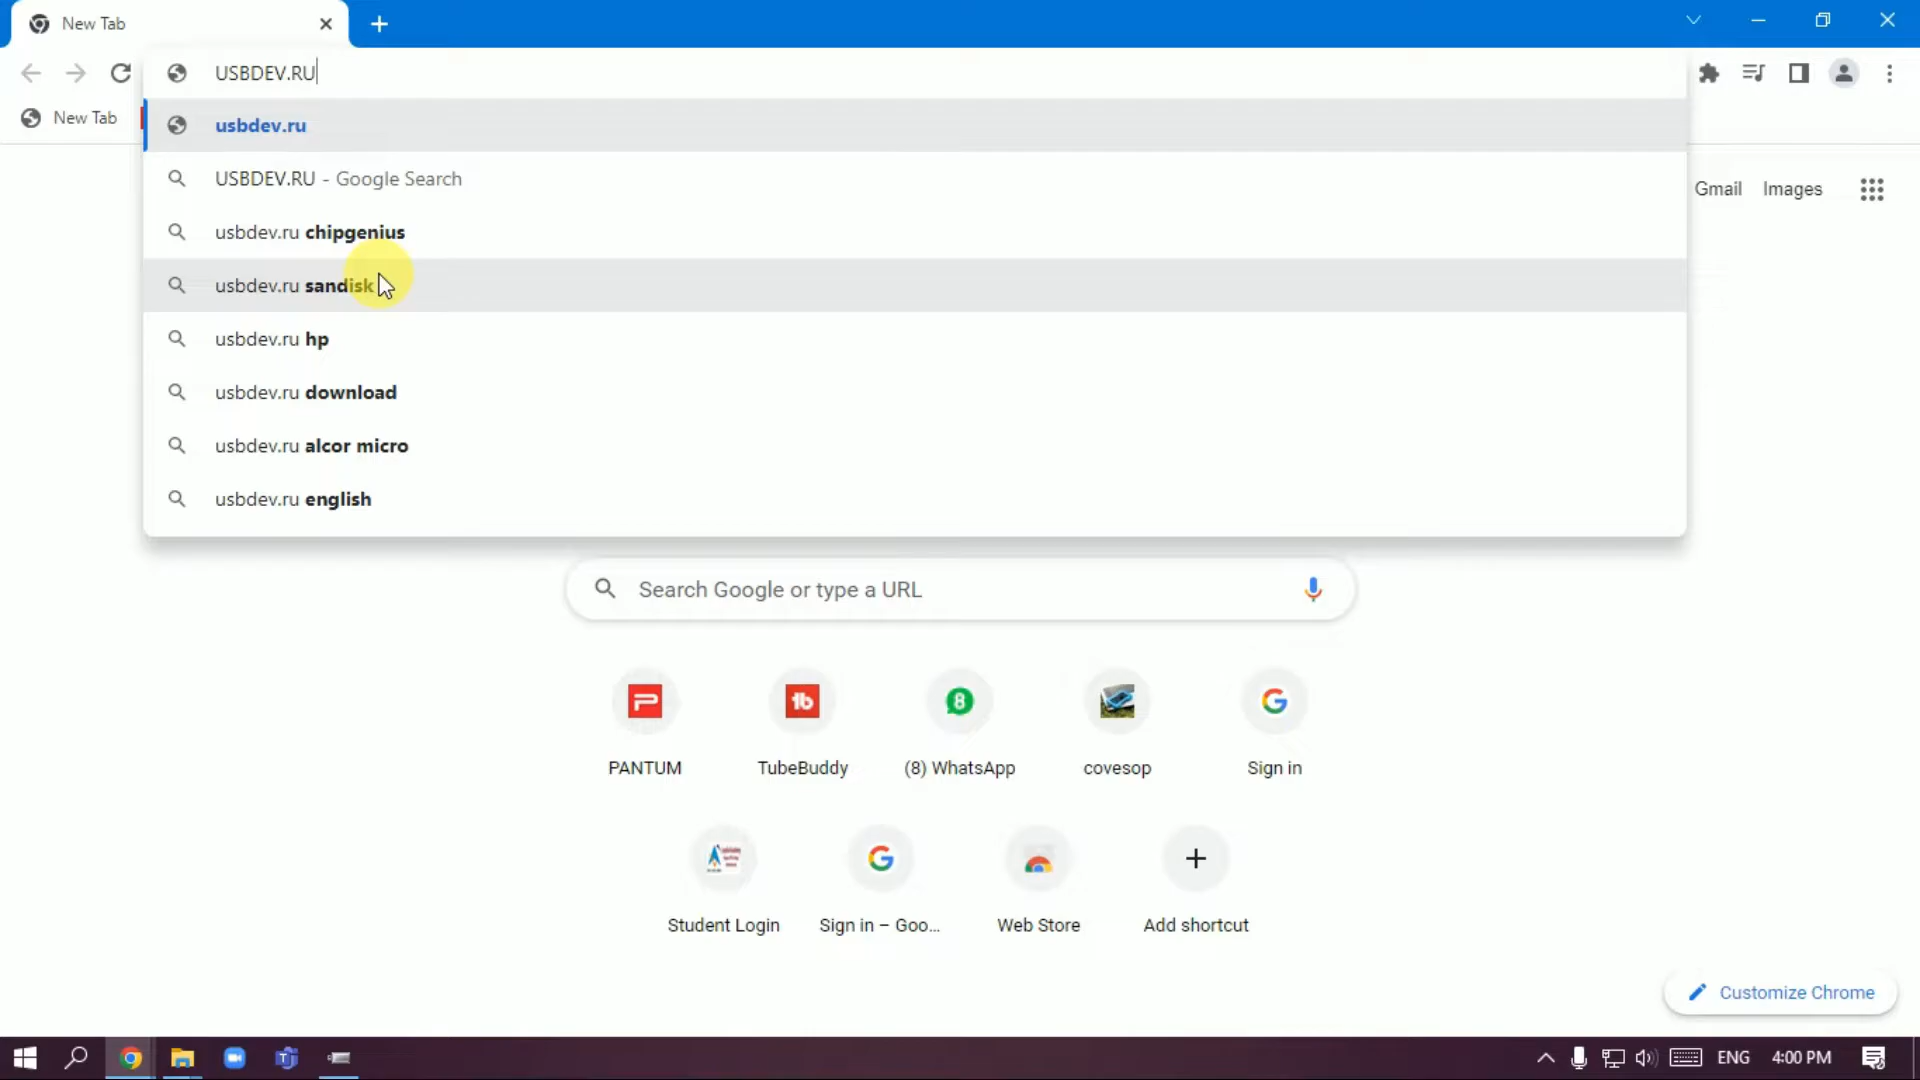 New Tab
USBDEV.RU
New Tab
usbdev.ru
USBDEV.RU - Google Search
usbdev.ru chipgenius
usbdev.ru sandisk
usbdev.ru hp
usbdev.ru download
usbdev.ru alcor micro
usbdev.ru english
Gmail Images
Search Google or type a URL
PANTUM TubeBuddy (8) WhatsApp covesop Sign in
Student Login Sign in – Goo... Web Store Add shortcut
Customize Chrome
ENG 4:00 PM